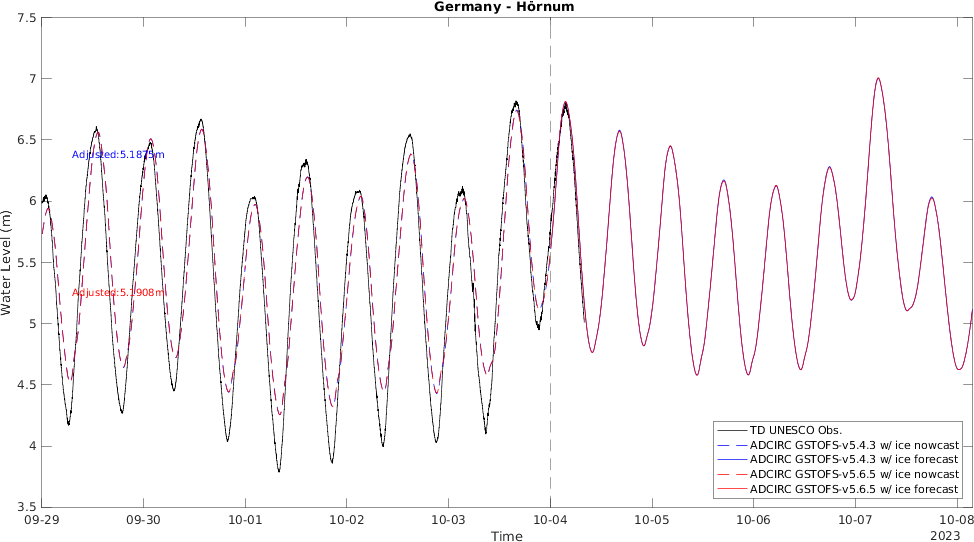 Germany - Hörnum
7.5
7
6.5
6
5.5
5
4.5
4
3.5
Water Level (m)
Adjusted:5.1875m
Adjusted:5.1908m
TD UNESCO Obs.
ADCIRC GSTOFS-v5.4.3 w/ ice nowcast
ADCIRC GSTOFS-v5.4.3 w/ ice forecast
ADCIRC GSTOFS-v5.6.5 w/ ice nowcast
ADCIRC GSTOFS-v5.6.5 w/ ice forecast
09-29 09-30 10-01 10-02 10-03 10-04 10-05 10-06 10-07 10-08
Time
2023